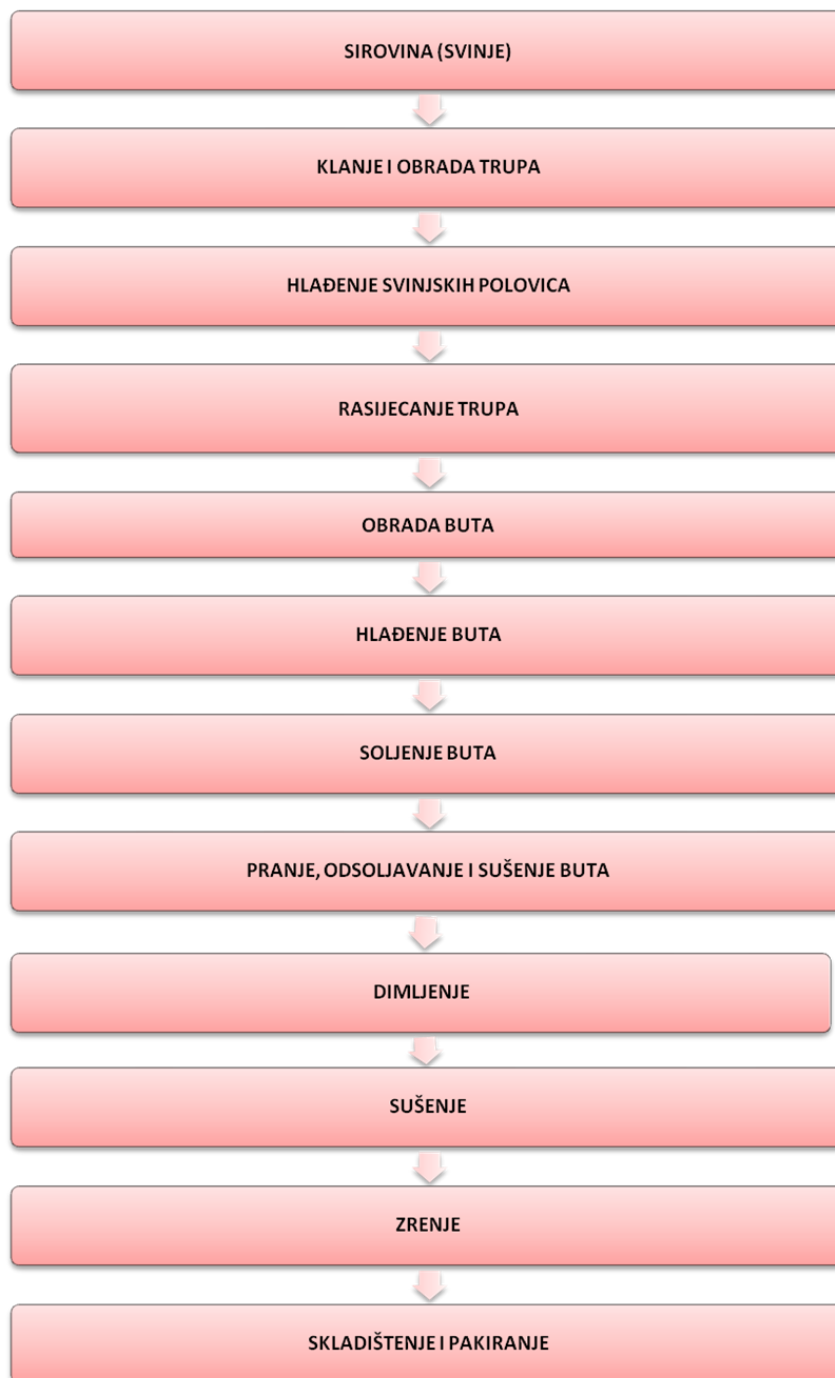 SIROVINA (SVINJE)
KLANJE I OBRADA TRUPA
HLAĐENJE SVINJSKIH POLOVICA
RASIJECANJE TRUPA
OBRADA BUTA
HLAĐENJE BUTA
SOLJENJE BUTA
PRANJE, ODSOLJAVANJE I SUŠENJE BUTA
DIMLJENJE
SUŠENJE
ZRENJE
SKLADIŠTENJE I PAKIRANJE